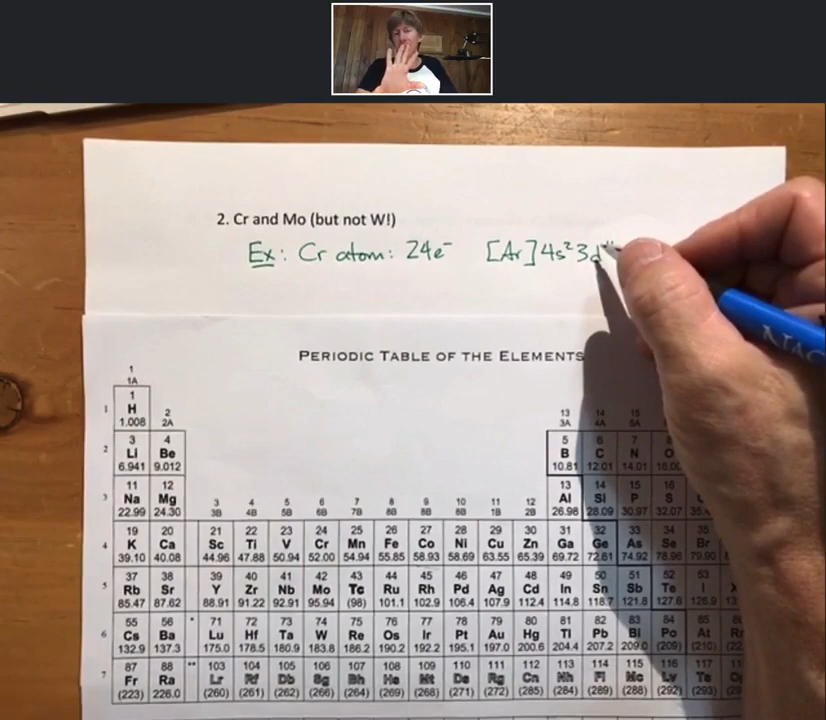 2. Cr and Mo (but not W!)
Ex: Cr atom: 24e⁻ [Ar]4s²3d
PERIODIC TABLE OF THE ELEMENTS
1
1A
1 2 13 14 15
H 2A 3A 4A 5A
1.008
2 3 4 5 6 7 8
Li Be B C N O
6.941 9.012 10.81 12.01 14.01
11 12 13 14 15 16
3 Na Mg 3 4 5 6 7 8 9 10 11 12 Al Si P S
22.99 24.30 3B 4B 5B 6B 7B 8B 8B 8B 1B 2B 26.98 28.09 30.97 32.07
19 20 21 22 23 24 25 26 27 28 29 30 31 32 33 34 35
4 K Ca Sc Ti V Cr Mn Fe Co Ni Cu Zn Ga Ge As Se Br
39.10 40.08 44.96 47.88 50.94 52.00 54.94 55.85 58.93 58.69 63.55 65.39 69.72 72.61 74.92 78.96 79.90
37 38 39 40 41 42 43 44 45 46 47 48 49 50 51 52 53
5 Rb Sr Y Zr Nb Mo Tc Ru Rh Pd Ag Cd In Sn Sb Te I
85.47 87.62 88.91 91.22 92.91 95.94 (98) 101.1 102.9 106.4 107.9 112.4 114.8 118.7 121.8 127.6 126.9
55 56 * 71 72 73 74 75 76 77 78 79 80 81 82 83 84 85
6 Cs Ba Lu Hf Ta W Re Os Ir Pt Au Hg Tl Pb Bi Po At
132.9 137.3 175.0 178.5 180.9 183.8 186.2 190.2 192.2 195.1 197.0 200.6 204.4 207.2 209.0 (209) (210)
87 88 ** 103 104 105 106 107 108 109 110 111 112 113 114 115 116 117
7 Fr Ra Lr Rf Db Sg Bh Hs Mt Ds Rg Cn Nh Fl Mc Lv Ts
(223) 226.0 (260) (261) (262) (266) (264) (269) (268) (271) (272) (285) (284) (289) (288) (292) (293)